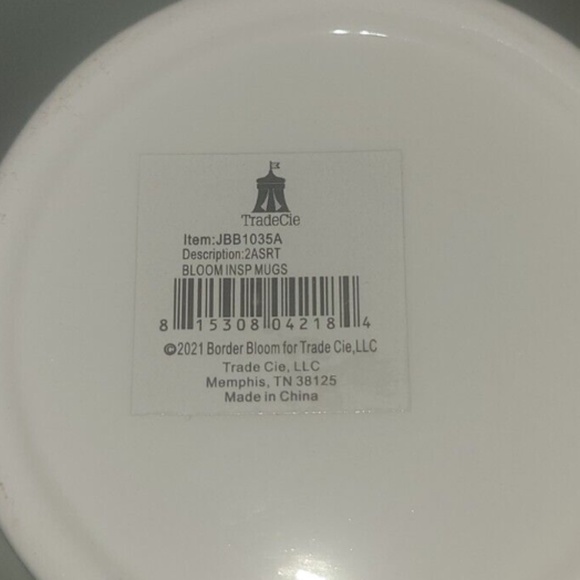 TradeCie
Item:JBB1035A
Description:2ASRT
BLOOM INSP MUGS
8 15308 04218 4
©2021 Border Bloom for Trade Cie,LLC
Trade Cie, LLC
Memphis, TN 38125
Made in China